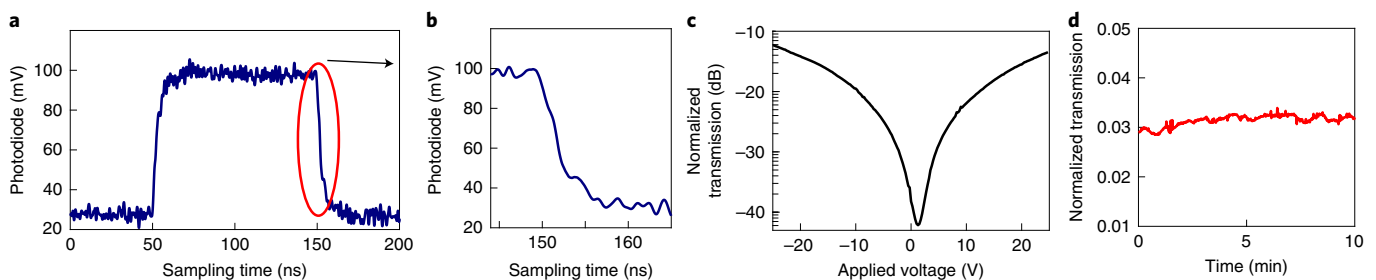 a
Photodiode (mV)
100
80
60
40
20
0
50
100
150
200
Sampling time (ns)
b
Photodiode (mV)
100
80
60
40
20
150
160
Sampling time (ns)
c
Normalized
transmission (dB)
−10
−20
−30
−40
−20
−10
0
10
20
Applied voltage (V)
d
Normalized transmission
0.05
0.04
0.03
0.02
0.01
0
5
10
Time (min)